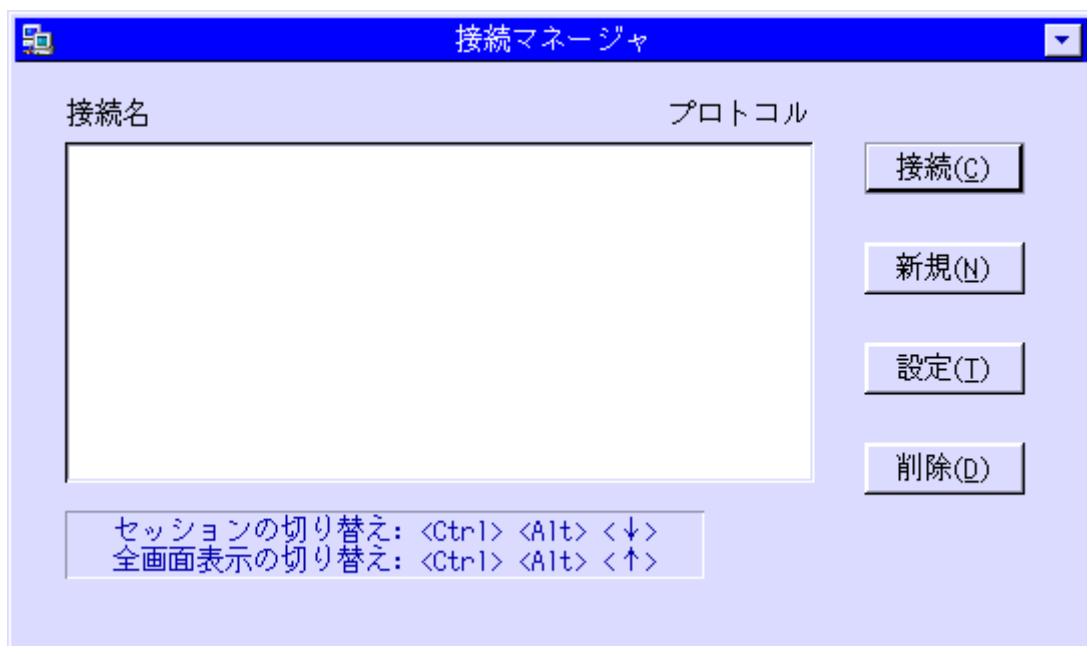 接続マネージャ
接続名 プロトコル
接続(C)
新規(N)
設定(T)
削除(D)
セッションの切り替え: <Ctrl> <Alt> <↓>
全画面表示の切り替え: <Ctrl> <Alt> <↑>